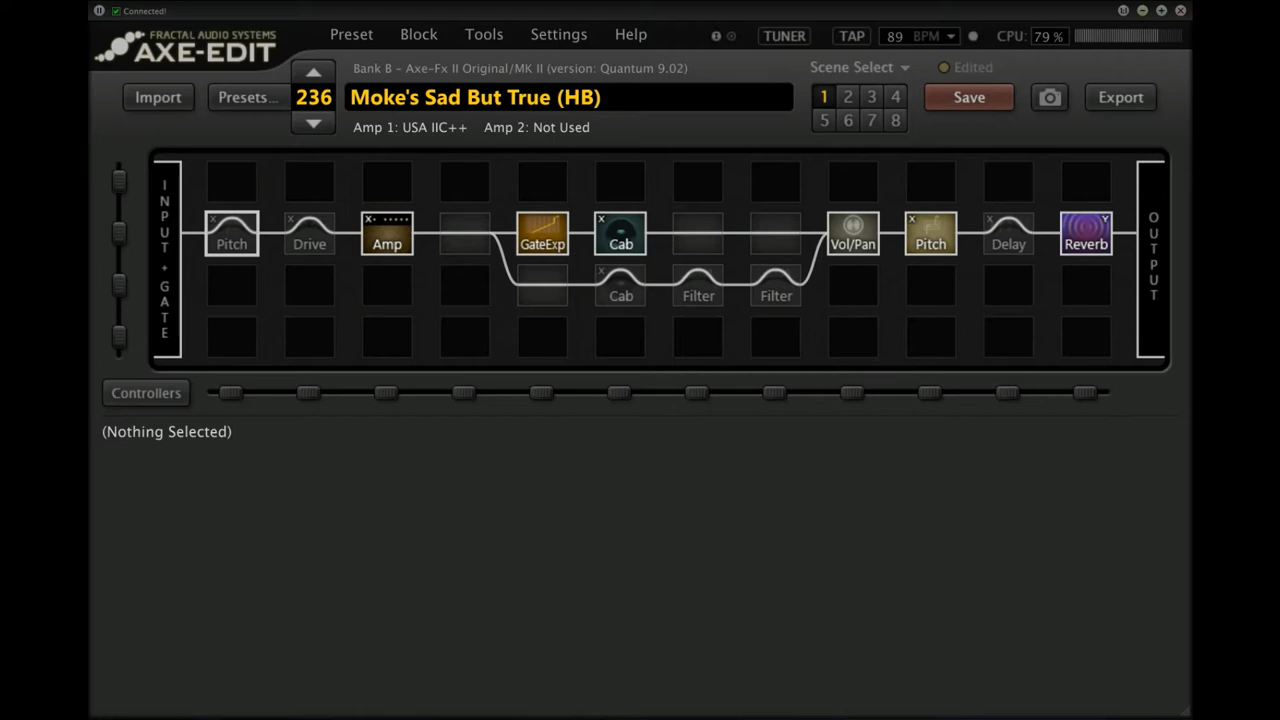 Connected!
FRACTAL AUDIO SYSTEMS
AXE-EDIT
Preset Block Tools Settings Help
TUNER TAP 89 BPM CPU: 79 %
Bank B - Axe-Fx II Original/MK II (version: Quantum 9.02)
Scene Select Edited
Import Presets... 236 Moke's Sad But True (HB)
1 2 3 4
Save Export
5 6 7 8
Amp 1: USA IIC++ Amp 2: Not Used
INPUT + GATE
X Pitch
X Drive
X Amp
GateExp
X Cab
Vol/Pan
X Pitch
X Delay
Y Reverb
X Cab
Filter
Filter
OUTPUT
Controllers
(Nothing Selected)